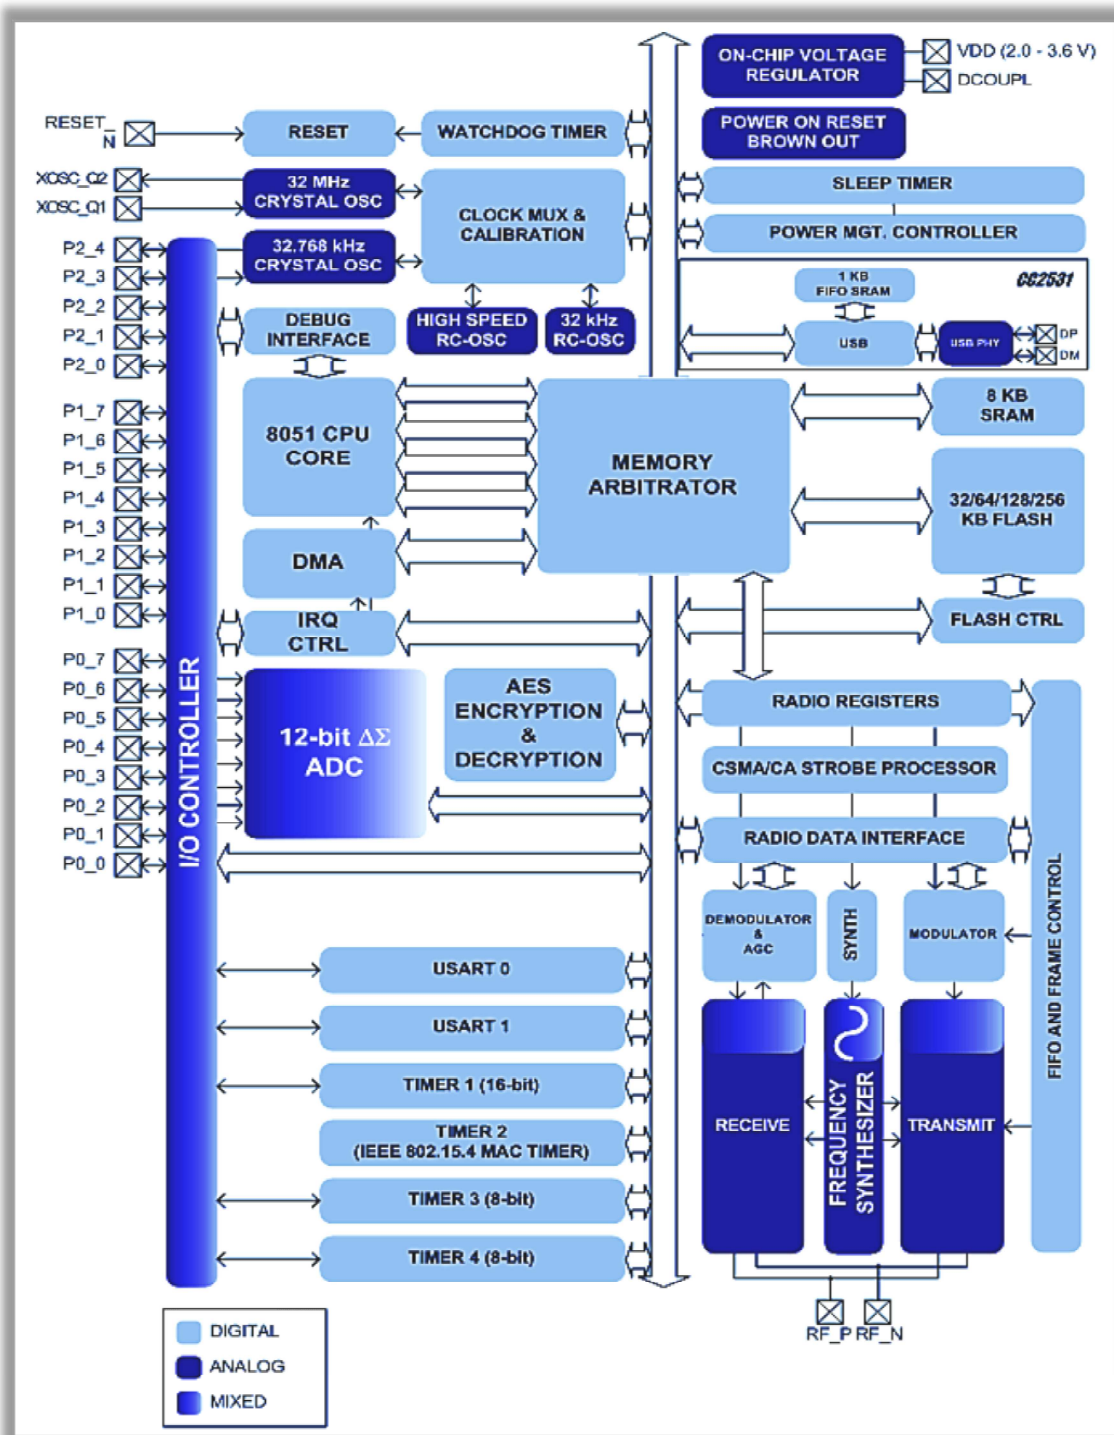 ON-CHIP VOLTAGE
REGULATOR
VDD (2.0 - 3.6 V)
DCOUPL
RESET_
N
RESET
WATCHDOG TIMER
POWER ON RESET
BROWN OUT
XOSC_Q2
XOSC_Q1
32 MHz
CRYSTAL OSC
CLOCK MUX &
CALIBRATION
SLEEP TIMER
POWER MGT. CONTROLLER
32.768 kHz
CRYSTAL OSC
P2_4
P2_3
P2_2
P2_1
P2_0
DEBUG
INTERFACE
HIGH SPEED
RC-OSC
32 kHz
RC-OSC
1 KB
FIFO SRAM
CC2531
USB
USB PHY
DP
DM
P1_7
P1_6
P1_5
P1_4
P1_3
P1_2
P1_1
P1_0
8051 CPU
CORE
MEMORY
ARBITRATOR
8 KB
SRAM
32/64/128/256
KB FLASH
DMA
IRQ
CTRL
FLASH CTRL
P0_7
P0_6
P0_5
P0_4
P0_3
P0_2
P0_1
P0_0
I/O CONTROLLER
12-bit ΔΣ
ADC
AES
ENCRYPTION
&
DECRYPTION
RADIO REGISTERS
CSMA/CA STROBE PROCESSOR
RADIO DATA INTERFACE
DEMODULATOR
&
AGC
SYNTH
MODULATOR
FIFO AND FRAME CONTROL
USART 0
USART 1
TIMER 1 (16-bit)
TIMER 2
(IEEE 802.15.4 MAC TIMER)
TIMER 3 (8-bit)
TIMER 4 (8-bit)
RECEIVE
FREQUENCY
SYNTHESIZER
TRANSMIT
RF_P
RF_N
DIGITAL
ANALOG
MIXED